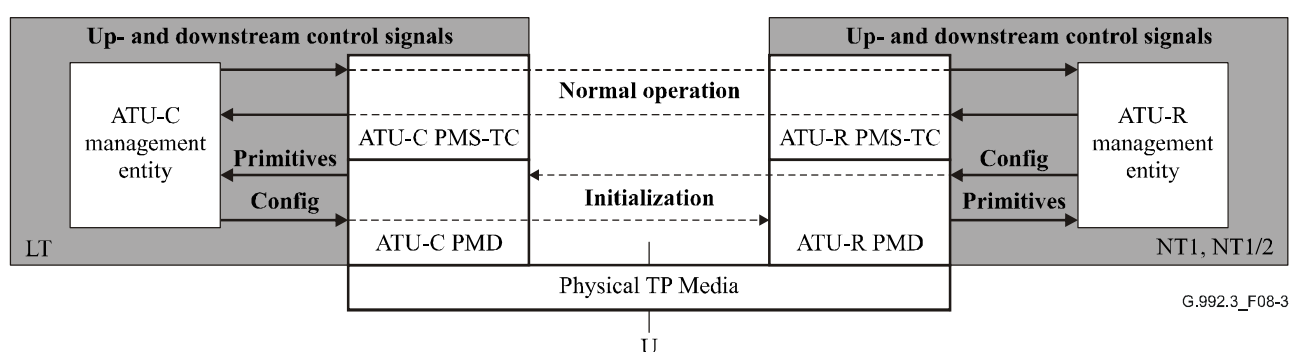 Up- and downstream control signals
Up- and downstream control signals
ATU-C
management
entity
Normal operation
ATU-R
management
entity
ATU-C PMS-TC
ATU-R PMS-TC
Primitives
Config
Config
Initialization
Primitives
LT
ATU-C PMD
ATU-R PMD
NT1, NT1/2
Physical TP Media
G.992.3_F08-3
U